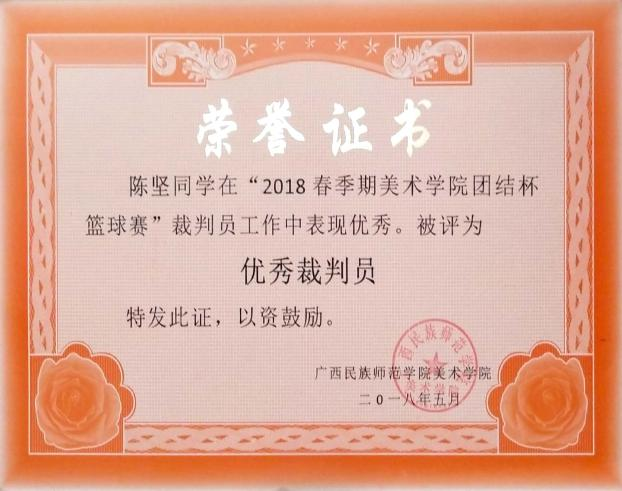 荣誉证书
陈坚同学在“2018春季期美术学院团结杯
篮球赛”裁判员工作中表现优秀。被评为
优秀裁判员
特发此证，以资鼓励。
广西民族师范学院美术学院
二〇一八年五月